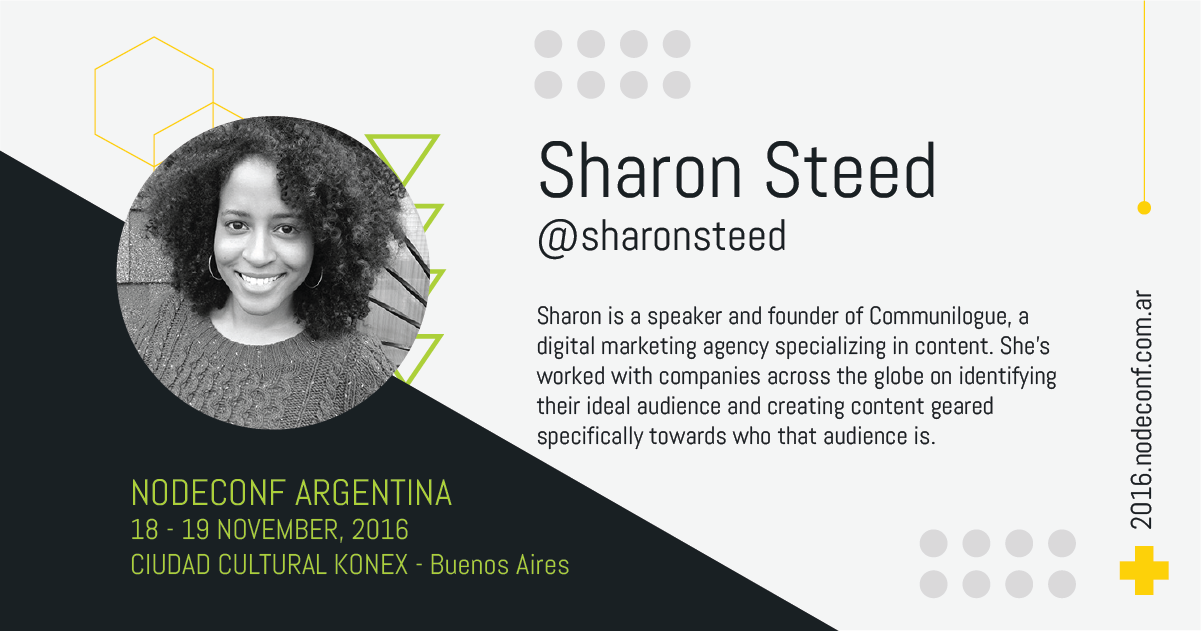 Sharon Steed
@sharonsteed
Sharon is a speaker and founder of Communilogue, a
digital marketing agency specializing in content. She's
worked with companies across the globe on identifying
their ideal audience and creating content geared
specifically towards who that audience is.
NODECONF ARGENTINA
18 - 19 NOVEMBER, 2016
CIUDAD CULTURAL KONEX - Buenos Aires
2016.nodeconf.com.ar